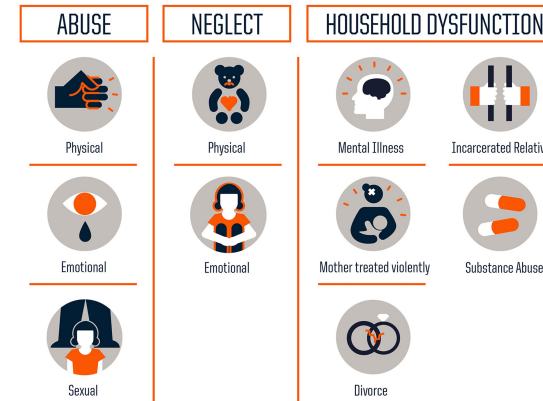 ABUSE
NEGLECT
HOUSEHOLD DYSFUNCTION
Physical
Physical
Mental Illness
Incarcerated Relativ
Emotional
Emotional
Mother treated violently
Substance Abuse
Sexual
Divorce